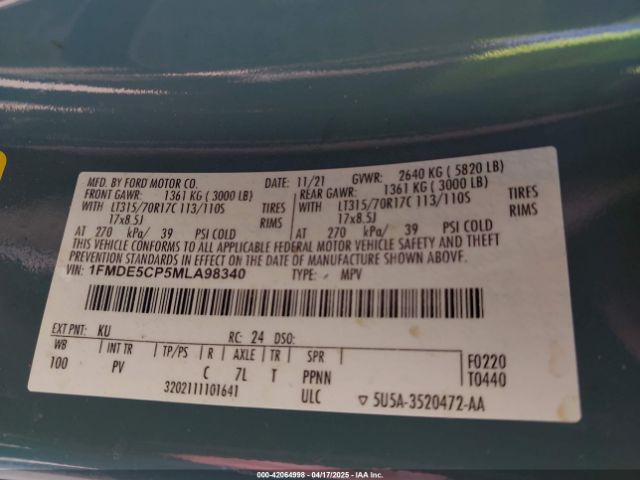 MFD. BY FORD MOTOR CO.
DATE: 11/21 GVWR: 2640 KG ( 5820 LB)
FRONT GAWR: 1361 KG ( 3000 LB) REAR GAWR: 1361 KG ( 3000 LB)
WITH LT315/70R17C 113/110S TIRES WITH LT315/70R17C 113/110S TIRES
17x8.5J RIMS 17x8.5J RIMS
AT 270 kPa/ 39 PSI COLD AT 270 kPa/ 39 PSI COLD
THIS VEHICLE CONFORMS TO ALL APPLICABLE FEDERAL MOTOR VEHICLE SAFETY AND THEFT
PREVENTION STANDARDS IN EFFECT ON THE DATE OF MANUFACTURE SHOWN ABOVE.
VIN: 1FMDE5CP5MLA98340 TYPE: MPV
EXT PNT: KU RC: 24 DSO:
WB INT TR TP/PS R AXLE TR SPR F0220
100 PV C 7L T PPNN T0440
3202111101641 ULC ▽ 5U5A-3520472-AA
000-42064998 - 04/17/2025 - IAAI.COM